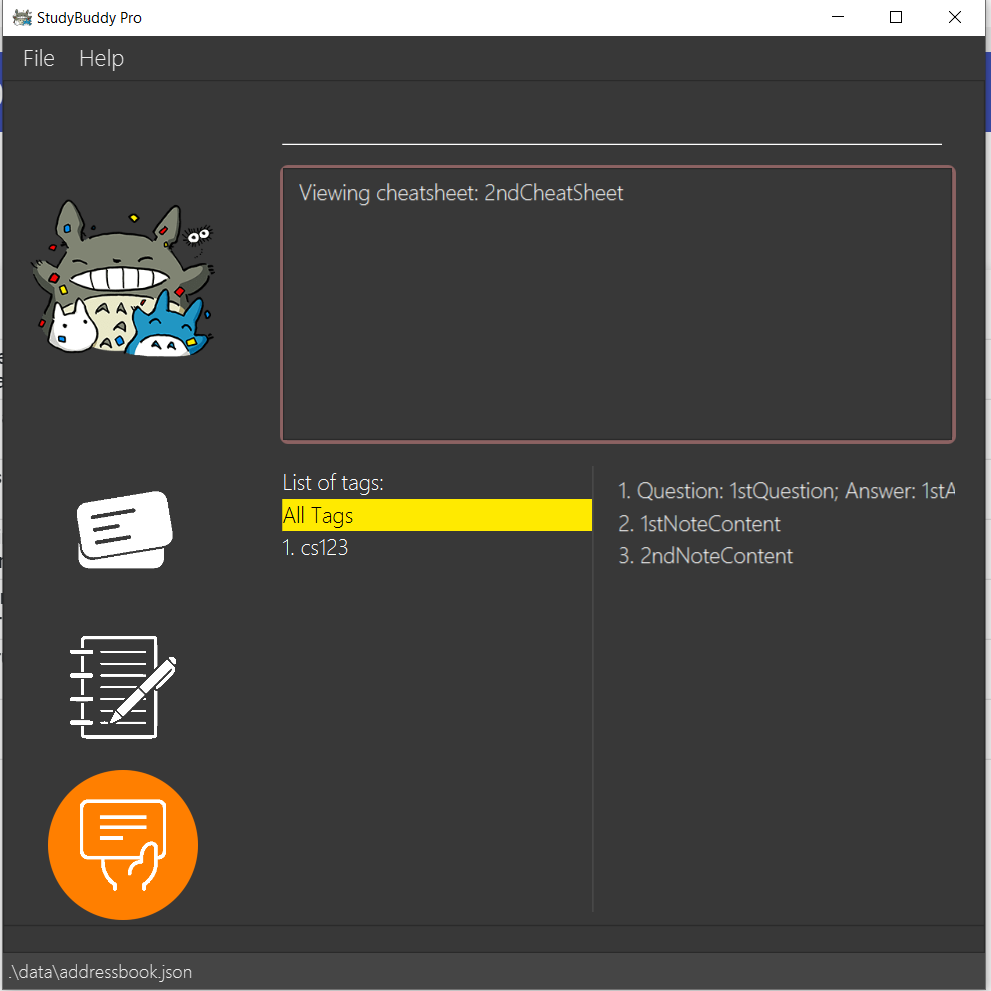 StudyBuddy Pro
File Help
Viewing cheatsheet: 2ndCheatSheet
List of tags:
All Tags
1. cs123
1. Question: 1stQuestion; Answer: 1stA
2. 1stNoteContent
3. 2ndNoteContent
.\data\addressbook.json